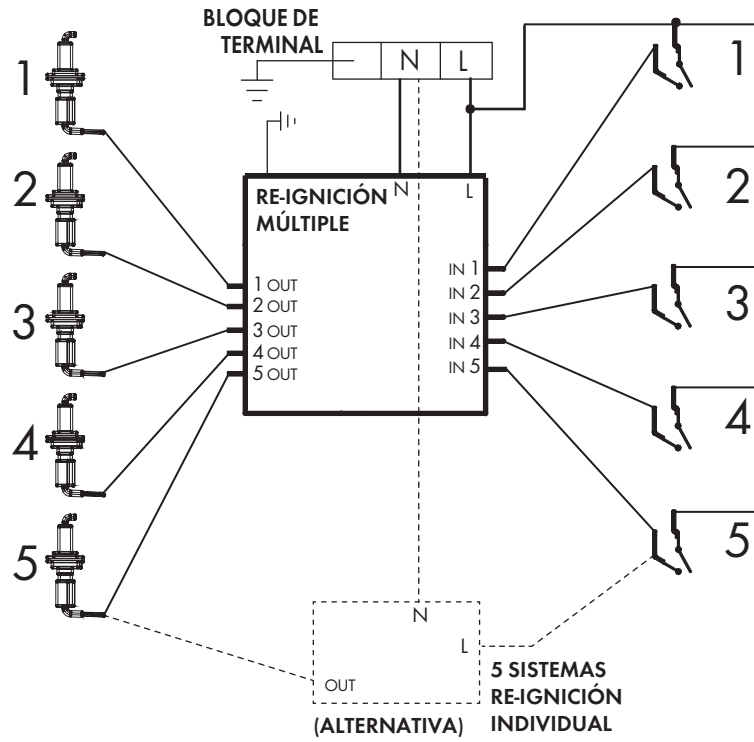 BLOQUE DE
TERMINAL
N
L
1
2
3
4
5
RE-IGNICIÓN
MÚLTIPLE
N
L
1 OUT
2 OUT
3 OUT
4 OUT
5 OUT
IN 1
IN 2
IN 3
IN 4
IN 5
1
2
3
4
5
N
L
OUT
(ALTERNATIVA)
5 SISTEMAS
RE-IGNICIÓN
INDIVIDUAL